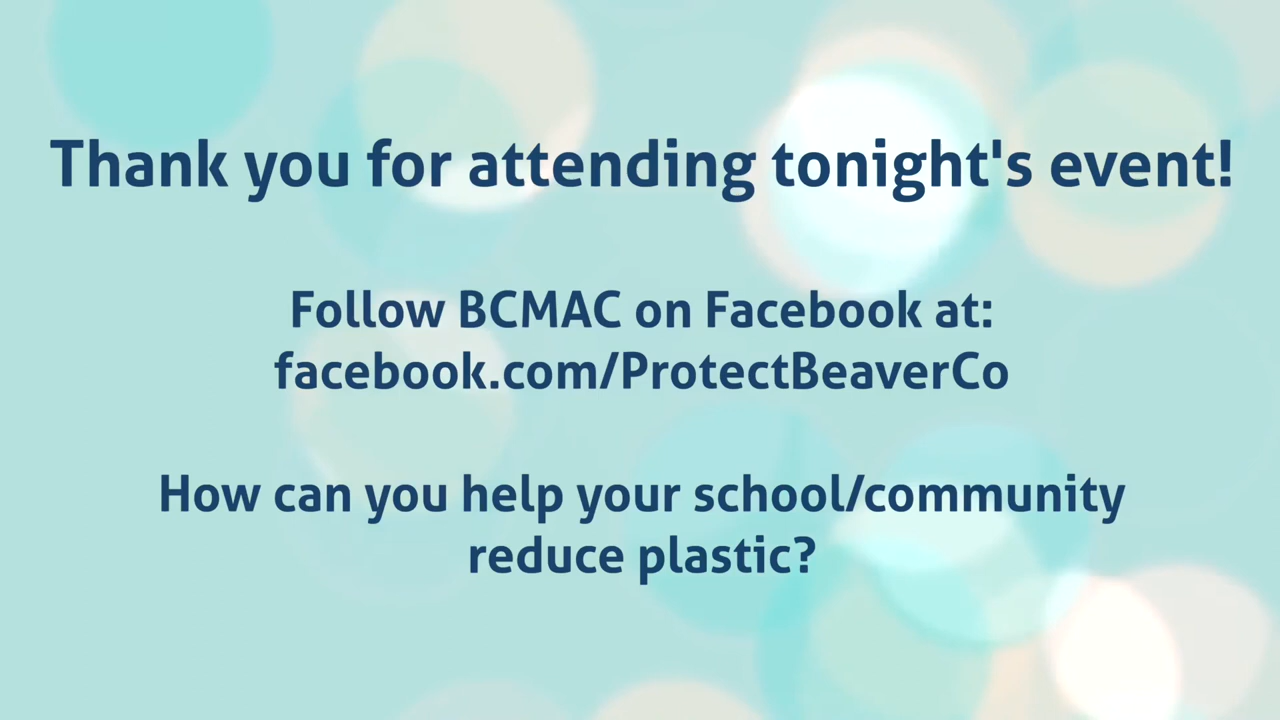 Thank you for attending tonight's event!
Follow BCMAC on Facebook at:
facebook.com/ProtectBeaverCo
How can you help your school/community
reduce plastic?